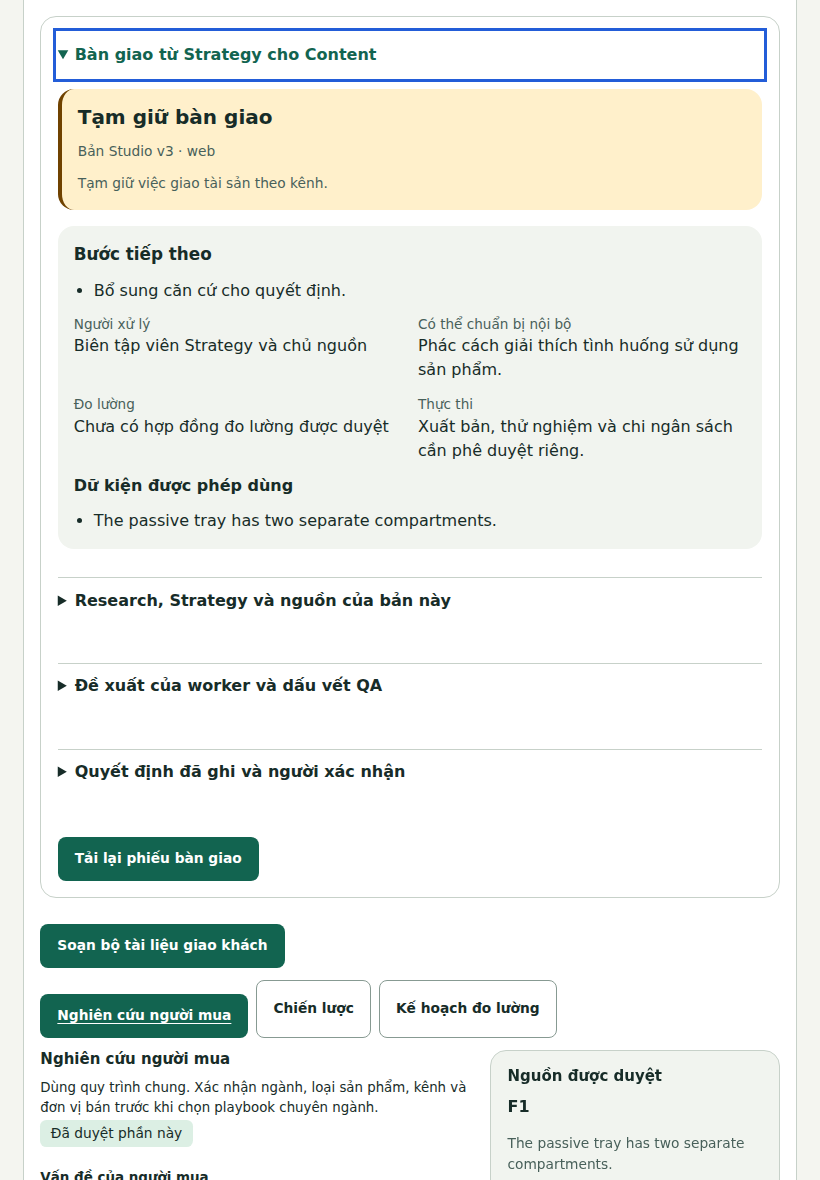 Bàn giao từ Strategy cho Content
Tạm giữ bàn giao
Bản Studio v3 · web
Tạm giữ việc giao tài sản theo kênh.
Bước tiếp theo
Bổ sung căn cứ cho quyết định.
Người xử lý
Biên tập viên Strategy và chủ nguồn
Có thể chuẩn bị nội bộ
Phác cách giải thích tình huống sử dụng
sản phẩm.
Đo lường
Chưa có hợp đồng đo lường được duyệt
Thực thi
Xuất bản, thử nghiệm và chi ngân sách
cần phê duyệt riêng.
Dữ kiện được phép dùng
The passive tray has two separate compartments.
Research, Strategy và nguồn của bản này
Đề xuất của worker và dấu vết QA
Quyết định đã ghi và người xác nhận
Tải lại phiếu bàn giao
Soạn bộ tài liệu giao khách
Nghiên cứu người mua
Chiến lược
Kế hoạch đo lường
Nghiên cứu người mua
Dùng quy trình chung. Xác nhận ngành, loại sản phẩm, kênh và
đơn vị bán trước khi chọn playbook chuyên ngành.
Đã duyệt phần này
Vấn đề của người mua
Nguồn được duyệt
F1
The passive tray has two separate
compartments.